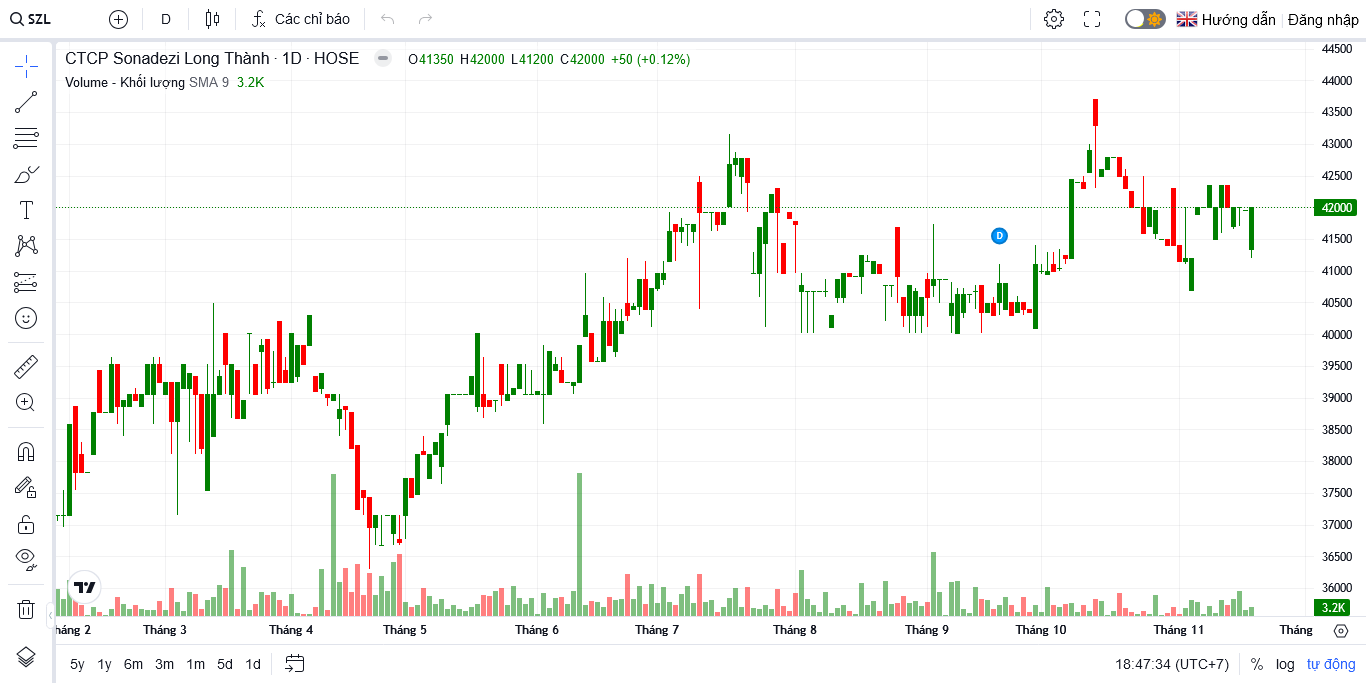 SZL D Các chỉ báo Hướng dẫn Đăng nhập
CTCP Sonadezi Long Thành · 1D · HOSE O41350 H42000 L41200 C42000 +50 (+0.12%)
Volume - Khối lượng SMA 9 3.2K
44500
44000
43500
43000
42500
42000
41500
41000
40500
40000
39500
39000
38500
38000
37500
37000
36500
36000
3.2K
D
háng 2 Tháng 3 Tháng 4 Tháng 5 Tháng 6 Tháng 7 Tháng 8 Tháng 9 Tháng 10 Tháng 11 Tháng
5y 1y 6m 3m 1m 5d 1d 18:47:34 (UTC+7) % log tự động